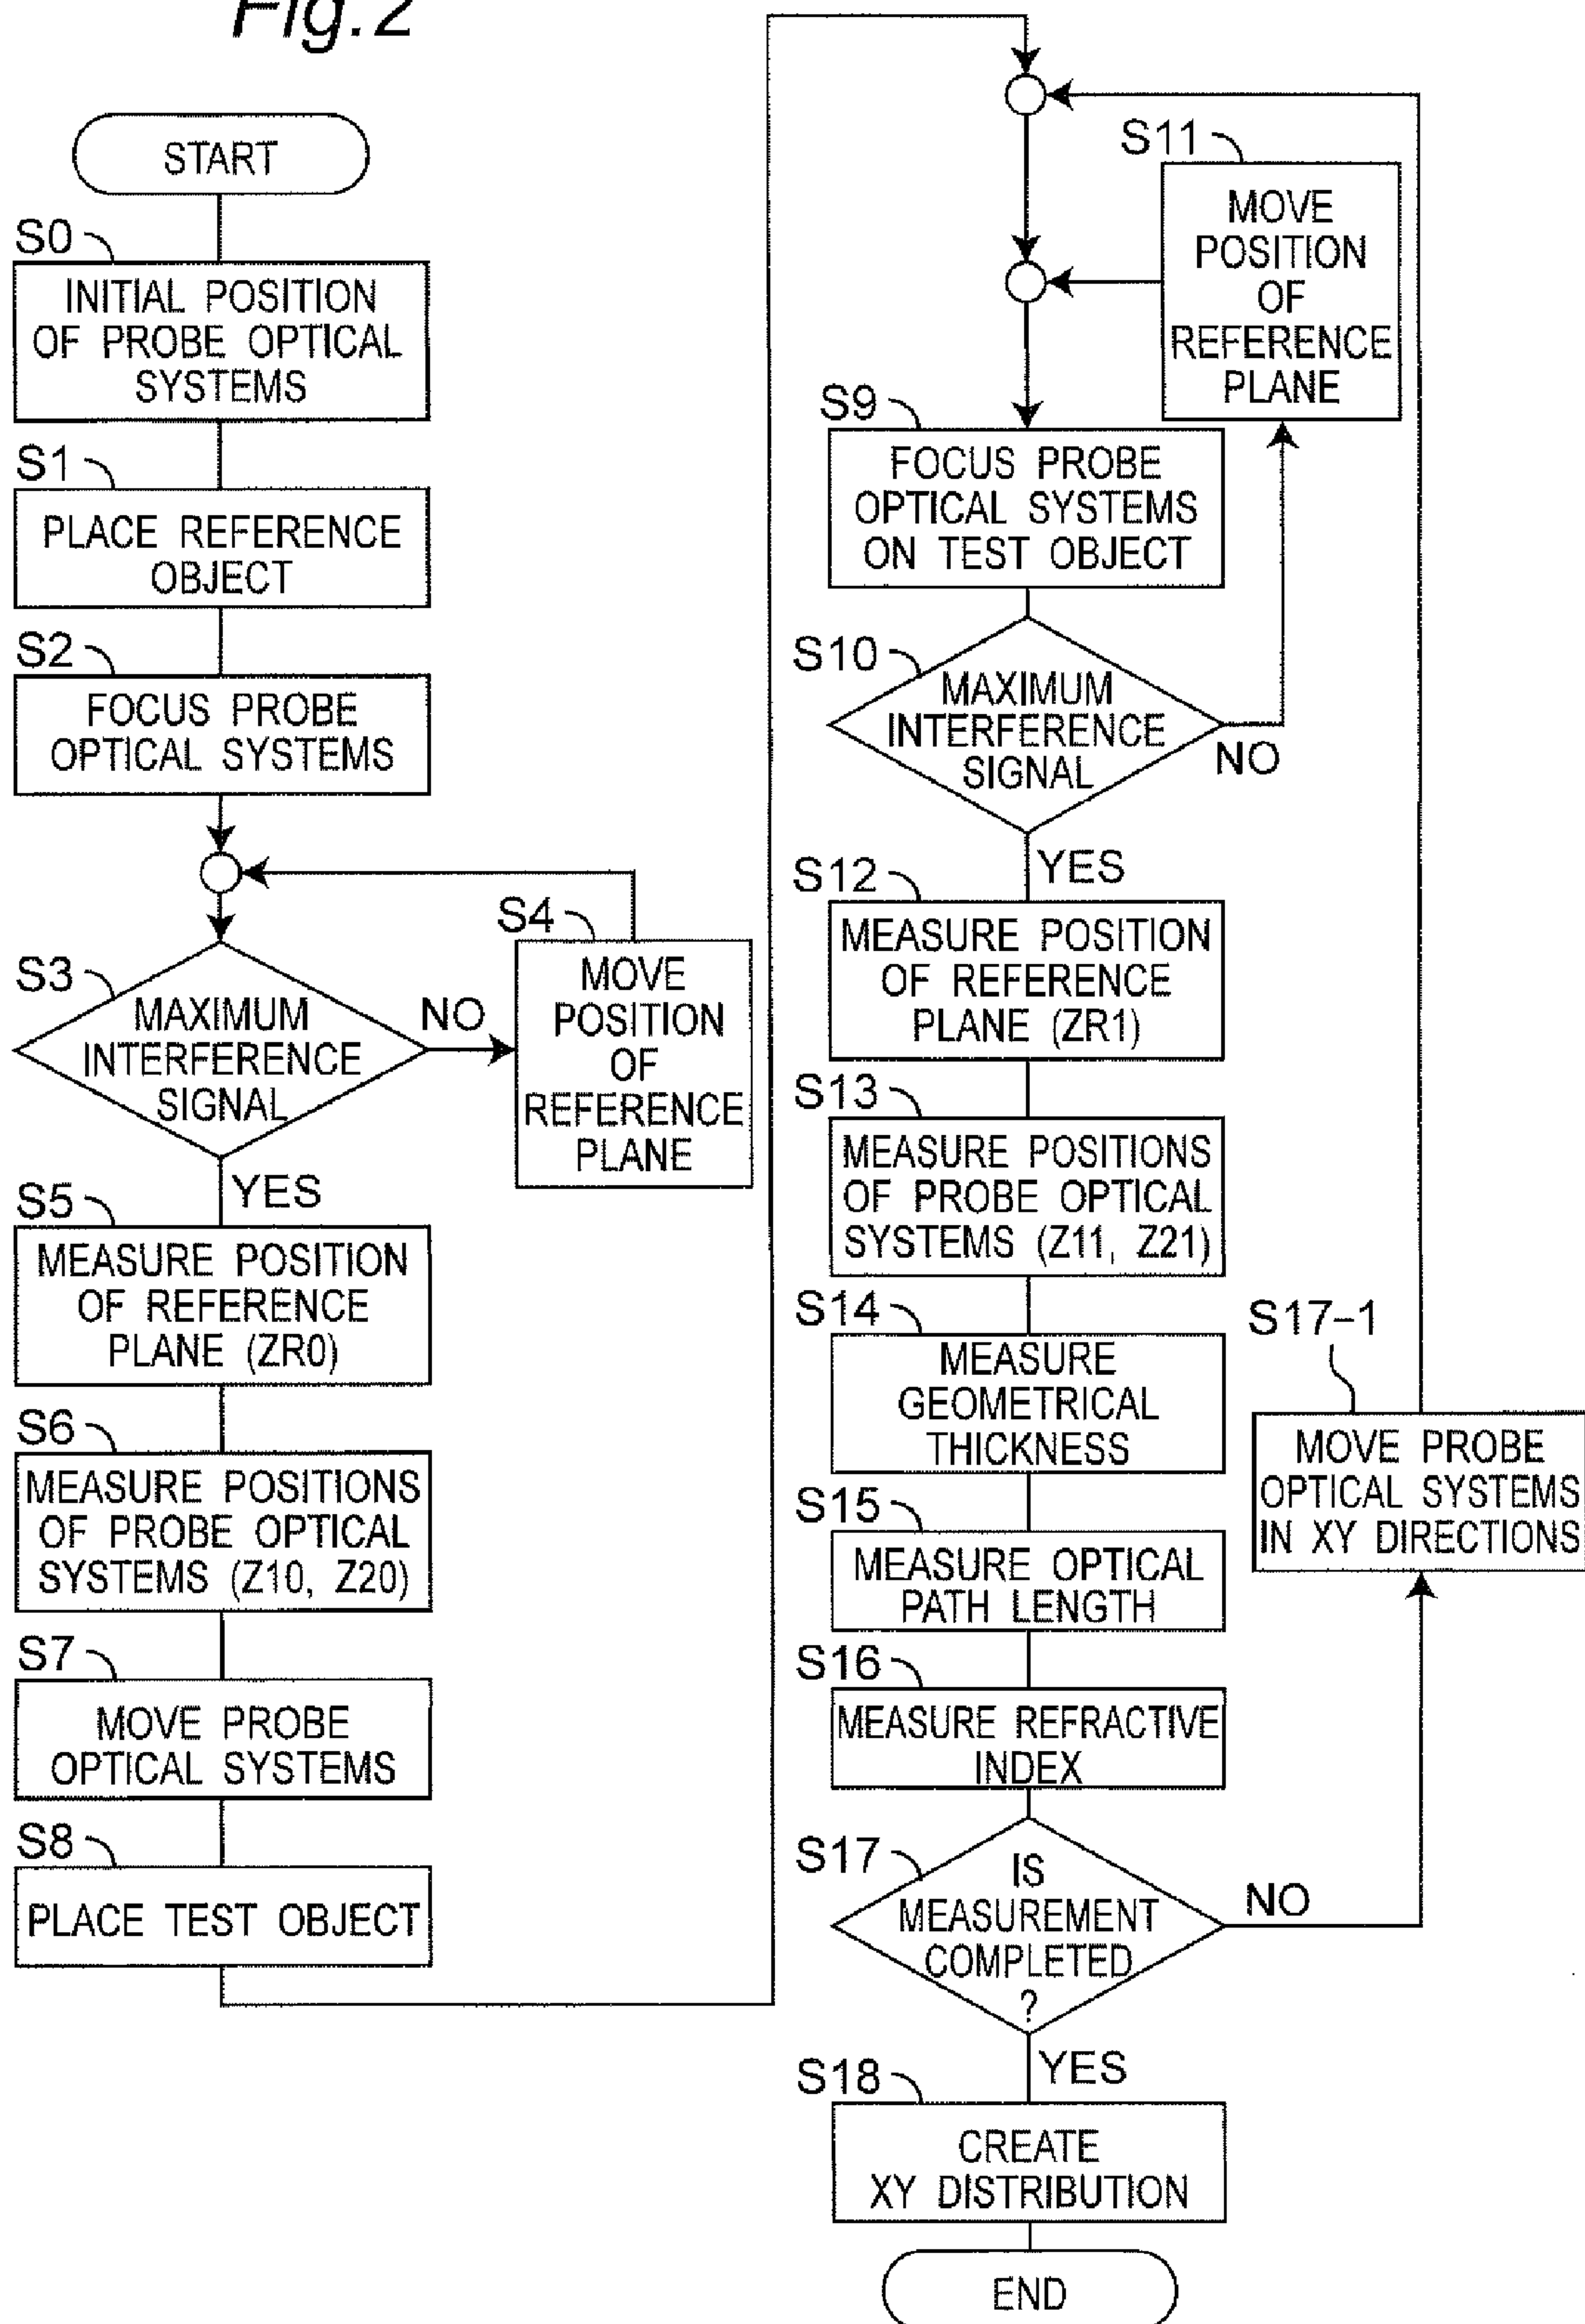 Fig.2
START
S0
INITIAL POSITION
OF PROBE OPTICAL
SYSTEMS
S1
PLACE REFERENCE
OBJECT
S2
FOCUS PROBE
OPTICAL SYSTEMS
S3
MAXIMUM
INTERFERENCE
SIGNAL
NO
S4
MOVE
POSITION
OF
REFERENCE
PLANE
YES
S5
MEASURE POSITION
OF REFERENCE
PLANE (ZR0)
S6
MEASURE POSITIONS
OF PROBE OPTICAL
SYSTEMS (Z10, Z20)
S7
MOVE PROBE
OPTICAL SYSTEMS
S8
PLACE TEST OBJECT
S11
MOVE
POSITION
OF
REFERENCE
PLANE
S9
FOCUS PROBE
OPTICAL SYSTEMS
ON TEST OBJECT
S10
MAXIMUM
INTERFERENCE
SIGNAL
NO
YES
S12
MEASURE POSITION
OF REFERENCE
PLANE (ZR1)
S13
MEASURE POSITIONS
OF PROBE OPTICAL
SYSTEMS (Z11, Z21)
S14
MEASURE
GEOMETRICAL
THICKNESS
S15
MEASURE OPTICAL
PATH LENGTH
S16
MEASURE REFRACTIVE
INDEX
S17
IS
MEASUREMENT
COMPLETED
?
NO
S17-1
MOVE PROBE
OPTICAL SYSTEMS
IN XY DIRECTIONS
YES
S18
CREATE
XY DISTRIBUTION
END